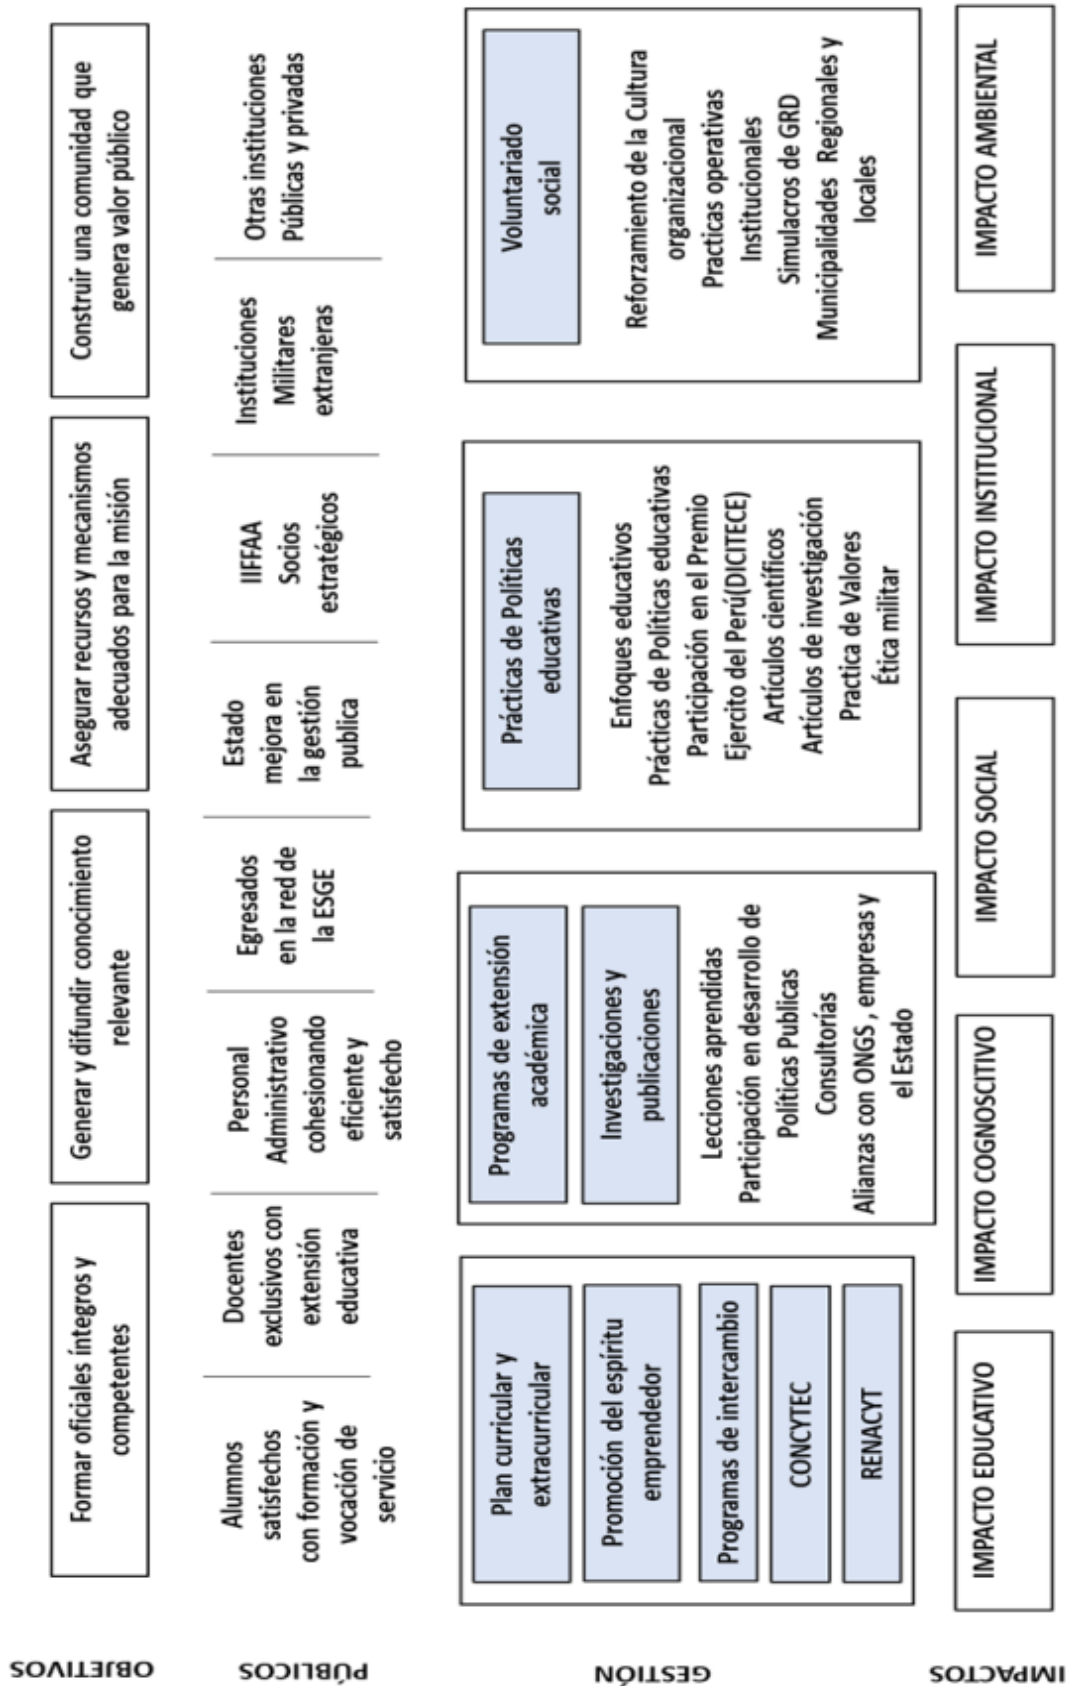 OBJETIVOS
Formar oficiales íntegros y
competentes
Generar y difundir conocimiento
relevante
Asegurar recursos y mecanismos
adecuados para la misión
Construir una comunidad que
genera valor público
PÚBLICOS
Alumnos
satisfechos
con formación y
vocación de
servicio
Docentes
exclusivos con
extensión
educativa
Personal
Administrativo
cohesionando
eficiente y
satisfecho
Egresados
en la red de
la ESGE
Estado
mejora en
la gestión
publica
IIFFAA
Socios
estratégicos
Instituciones
Militares
extranjeras
Otras instituciones
Públicas y privadas
GESTIÓN
Plan curricular y
extracurricular
Promoción del espíritu
emprendedor
Programas de intercambio
CONCYTEC
RENACYT
Programas de extensión
académica
Investigaciones y
publicaciones
Lecciones aprendidas
Participación en desarrollo de
Políticas Publicas
Consultorías
Alianzas con ONGS , empresas y
el Estado
Prácticas de Políticas
educativas
Enfoques educativos
Prácticas de Políticas educativas
Participación en el Premio
Ejercito del Perú(DICITECE)
Artículos científicos
Artículos de investigación
Practica de Valores
Ética militar
Voluntariado
social
Reforzamiento de la Cultura
organizacional
Practicas operativas
Institucionales
Simulacros de GRD
Municipalidades Regionales y
locales
IMPACTOS
IMPACTO EDUCATIVO
IMPACTO COGNOSCITIVO
IMPACTO SOCIAL
IMPACTO INSTITUCIONAL
IMPACTO AMBIENTAL